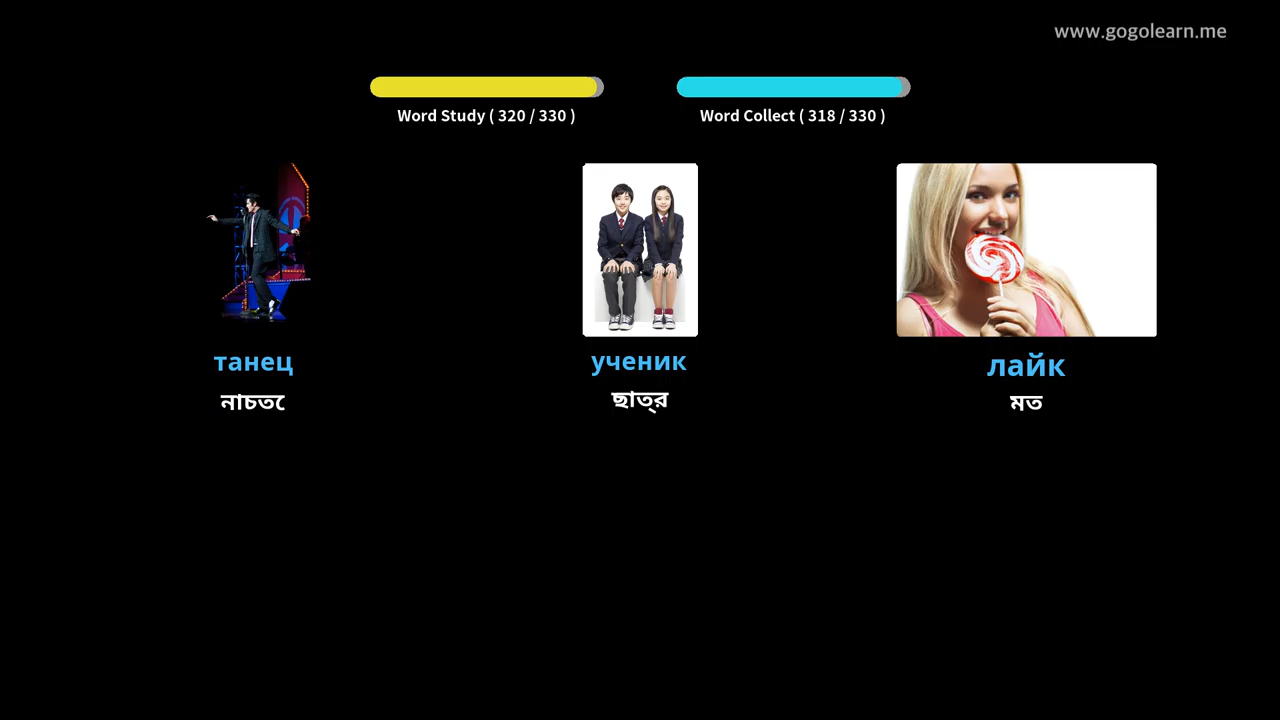 www.gogolearn.me
Word Study ( 320 / 330 )
Word Collect ( 318 / 330 )
танец
ученик
лайк
নাচতে
ছাত্র
মত